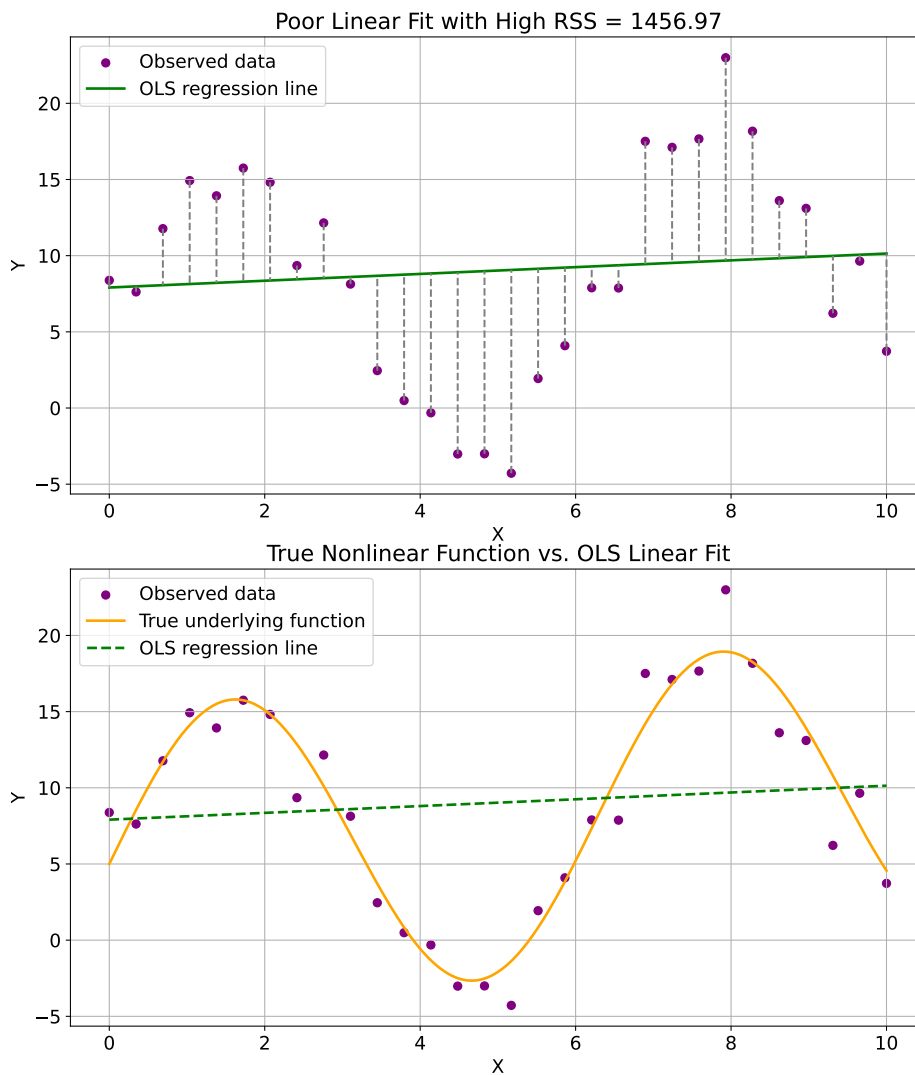 Poor Linear Fit with High RSS = 1456.97
Observed data
OLS regression line
Y
20
15
10
5
0
−5
0 2 4 6 8 10
X
True Nonlinear Function vs. OLS Linear Fit
Observed data
True underlying function
OLS regression line
Y
20
15
10
5
0
−5
0 2 4 6 8 10
X